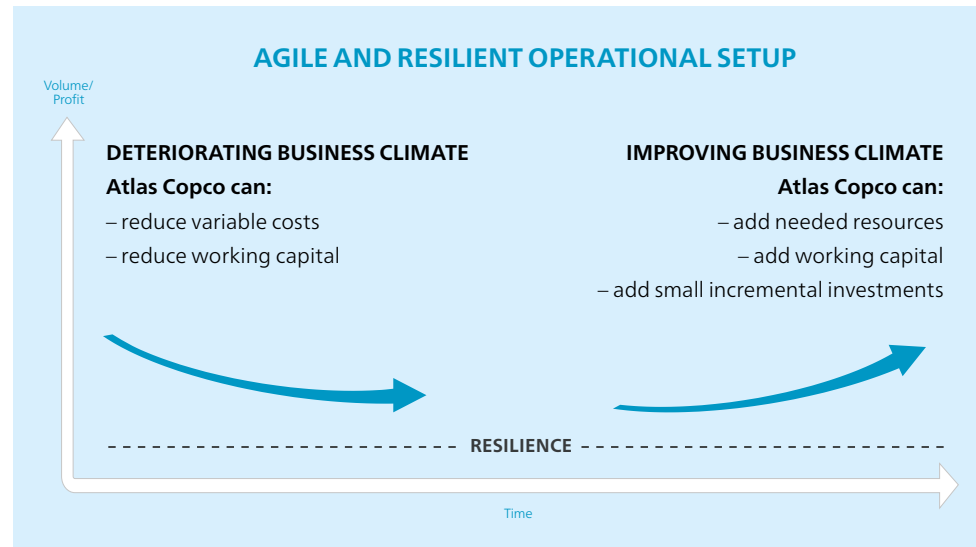 AGILE AND RESILIENT OPERATIONAL SETUP
Volume/
Profit
DETERIORATING BUSINESS CLIMATE
Atlas Copco can:
– reduce variable costs
– reduce working capital
IMPROVING BUSINESS CLIMATE
Atlas Copco can:
– add needed resources
– add working capital
– add small incremental investments
RESILIENCE
Time